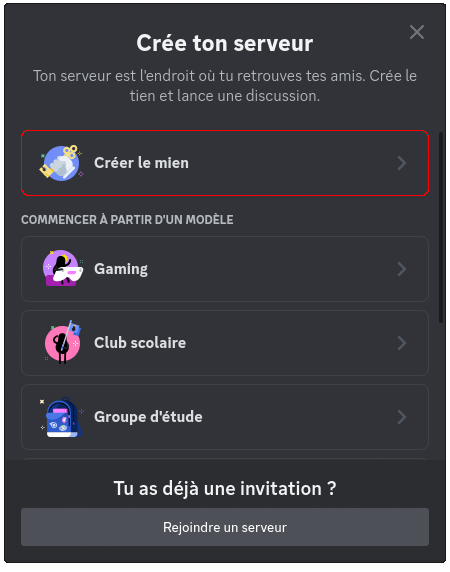 Crée ton serveur
Ton serveur est l'endroit où tu retrouves tes amis. Crée le
tien et lance une discussion.
Créer le mien
COMMENCER À PARTIR D'UN MODÈLE
Gaming
Club scolaire
Groupe d'étude
Tu as déjà une invitation ?
Rejoindre un serveur